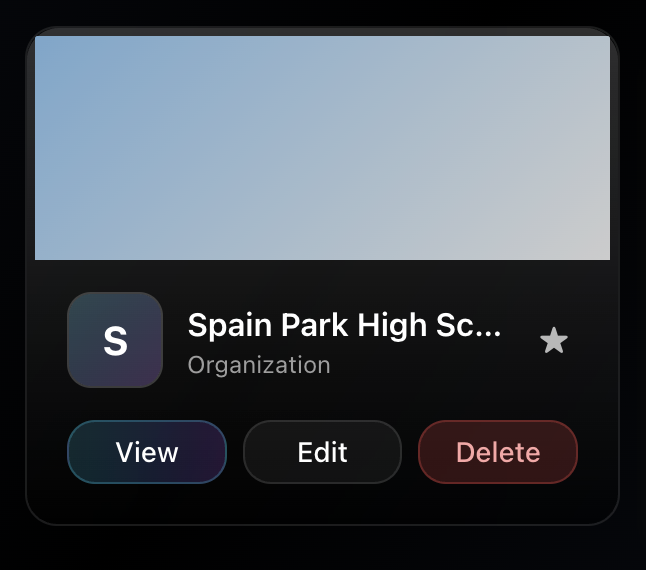 S
Spain Park High Sc...
Organization
View
Edit
Delete